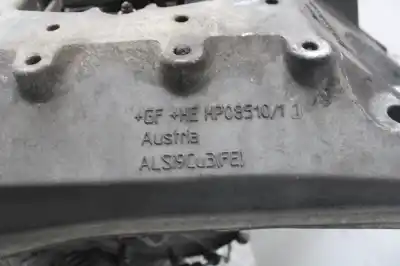 +GF +HE HP08510/1 1
Austria
ALSI9Cu3(FE)